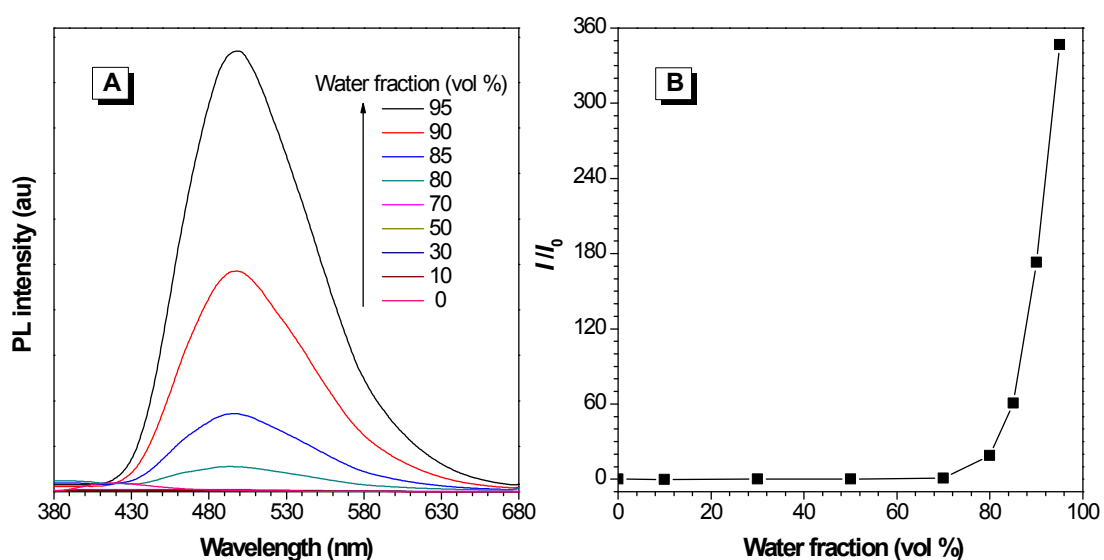 A
Water fraction (vol %)
95
90
85
80
70
50
30
10
0
PL intensity (au)
380 430 480 530 580 630 680
Wavelength (nm)
B
360
300
240
180
120
60
0
I/I0
0 20 40 60 80 100
Water fraction (vol %)